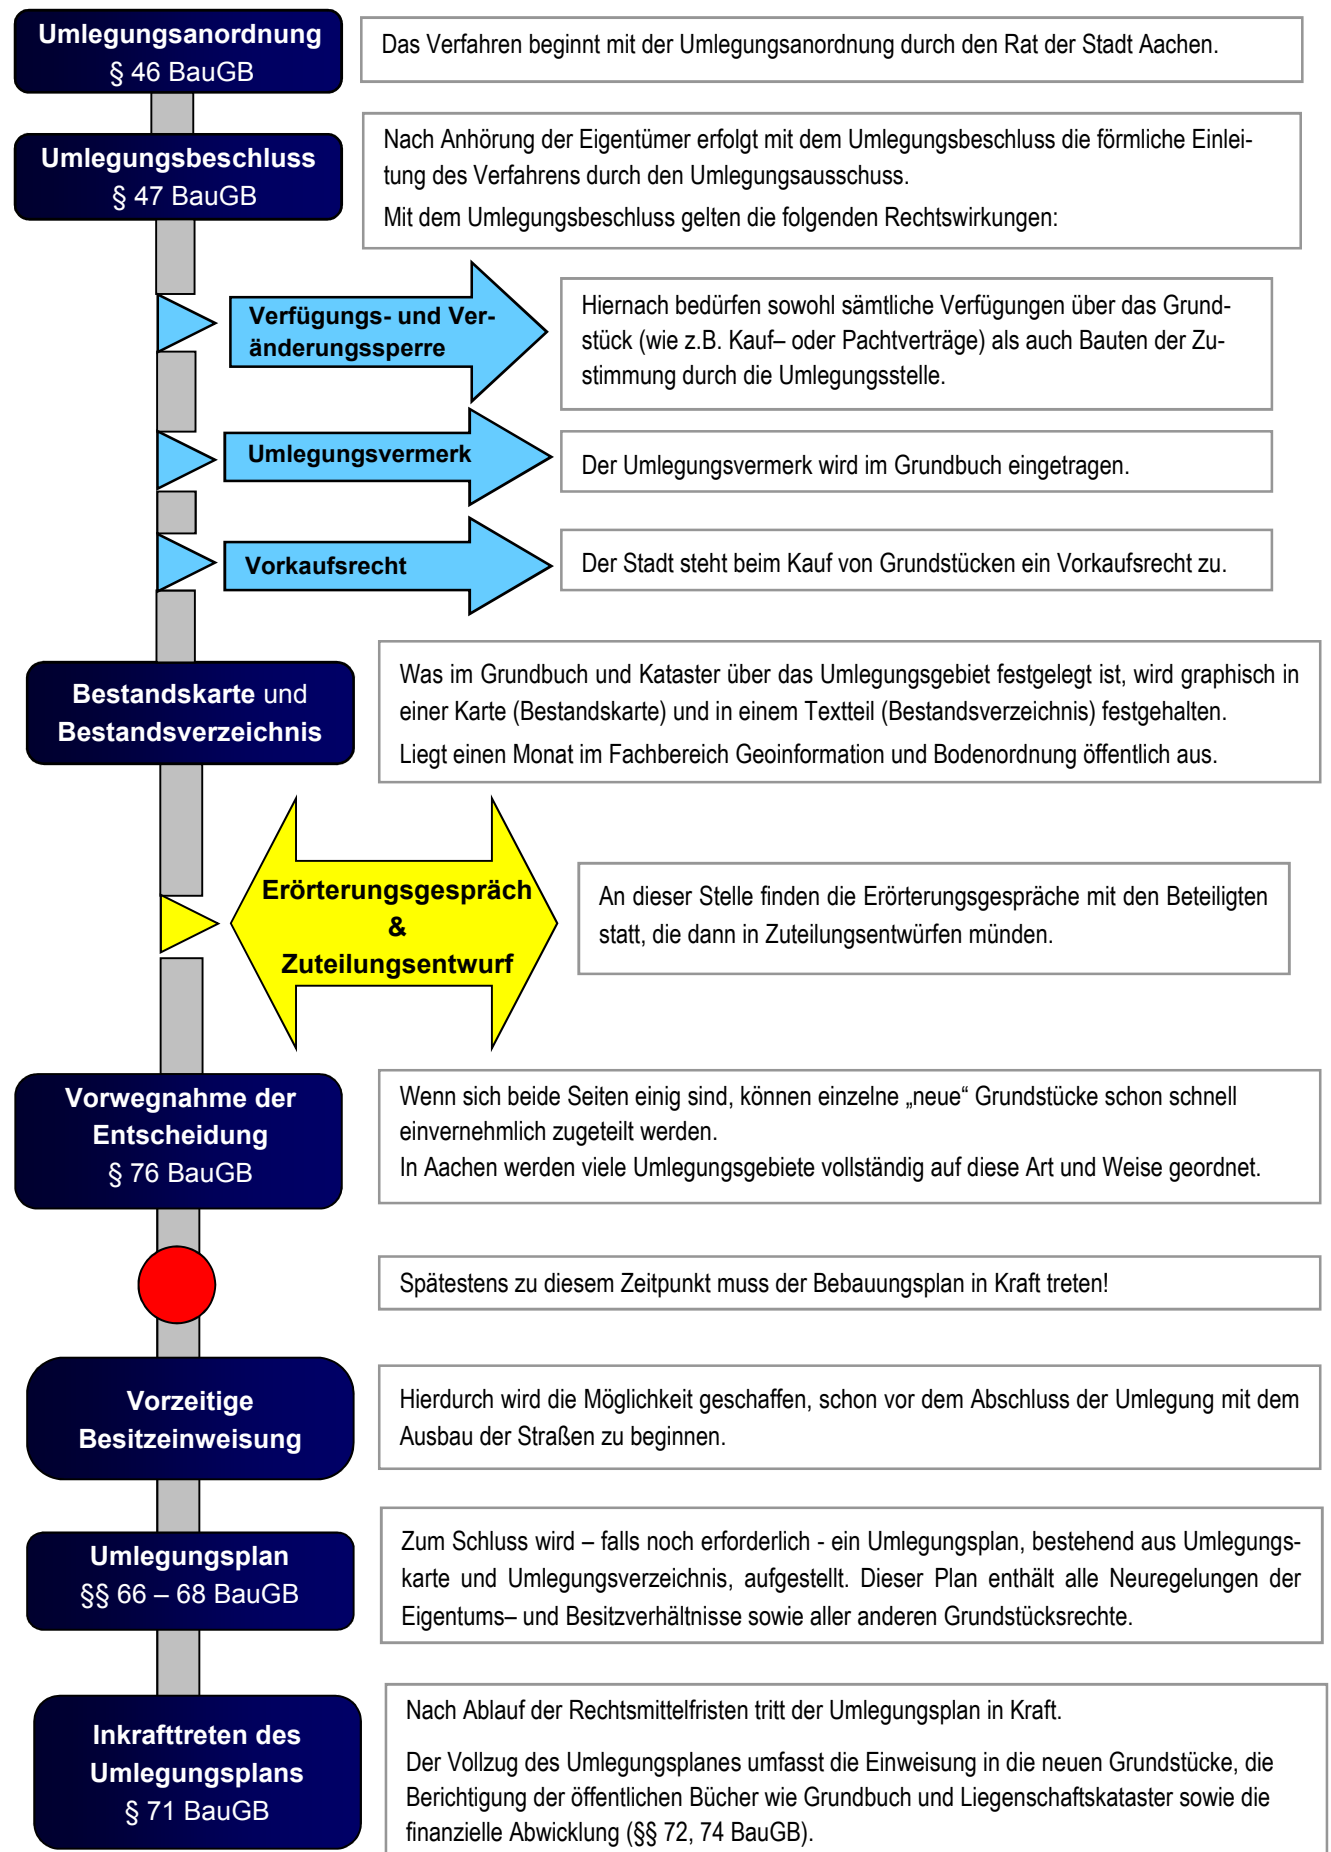 Umlegungsanordnung
§ 46 BauGB
Das Verfahren beginnt mit der Umlegungsanordnung durch den Rat der Stadt Aachen.
Umlegungsbeschluss
§ 47 BauGB
Nach Anhörung der Eigentümer erfolgt mit dem Umlegungsbeschluss die förmliche Einlei-
tung des Verfahrens durch den Umlegungsausschuss.
Mit dem Umlegungsbeschluss gelten die folgenden Rechtswirkungen:
Verfügungs- und Ver-
änderungssperre
Hiernach bedürfen sowohl sämtliche Verfügungen über das Grund-
stück (wie z.B. Kauf– oder Pachtverträge) als auch Bauten der Zu-
stimmung durch die Umlegungsstelle.
Umlegungsvermerk
Der Umlegungsvermerk wird im Grundbuch eingetragen.
Vorkaufsrecht
Der Stadt steht beim Kauf von Grundstücken ein Vorkaufsrecht zu.
Bestandskarte und
Bestandsverzeichnis
Was im Grundbuch und Kataster über das Umlegungsgebiet festgelegt ist, wird graphisch in
einer Karte (Bestandskarte) und in einem Textteil (Bestandsverzeichnis) festgehalten.
Liegt einen Monat im Fachbereich Geoinformation und Bodenordnung öffentlich aus.
Erörterungsgespräch
&
Zuteilungsentwurf
An dieser Stelle finden die Erörterungsgespräche mit den Beteiligten
statt, die dann in Zuteilungsentwürfen münden.
Vorwegnahme der
Entscheidung
§ 76 BauGB
Wenn sich beide Seiten einig sind, können einzelne „neue“ Grundstücke schon schnell
einvernehmlich zugeteilt werden.
In Aachen werden viele Umlegungsgebiete vollständig auf diese Art und Weise geordnet.
Spätestens zu diesem Zeitpunkt muss der Bebauungsplan in Kraft treten!
Vorzeitige
Besitzeinweisung
Hierdurch wird die Möglichkeit geschaffen, schon vor dem Abschluss der Umlegung mit dem
Ausbau der Straßen zu beginnen.
Umlegungsplan
§§ 66 – 68 BauGB
Zum Schluss wird – falls noch erforderlich - ein Umlegungsplan, bestehend aus Umlegungs-
karte und Umlegungsverzeichnis, aufgestellt. Dieser Plan enthält alle Neuregelungen der
Eigentums– und Besitzverhältnisse sowie aller anderen Grundstücksrechte.
Inkrafttreten des
Umlegungsplans
§ 71 BauGB
Nach Ablauf der Rechtsmittelfristen tritt der Umlegungsplan in Kraft.
Der Vollzug des Umlegungsplanes umfasst die Einweisung in die neuen Grundstücke, die
Berichtigung der öffentlichen Bücher wie Grundbuch und Liegenschaftskataster sowie die
finanzielle Abwicklung (§§ 72, 74 BauGB).